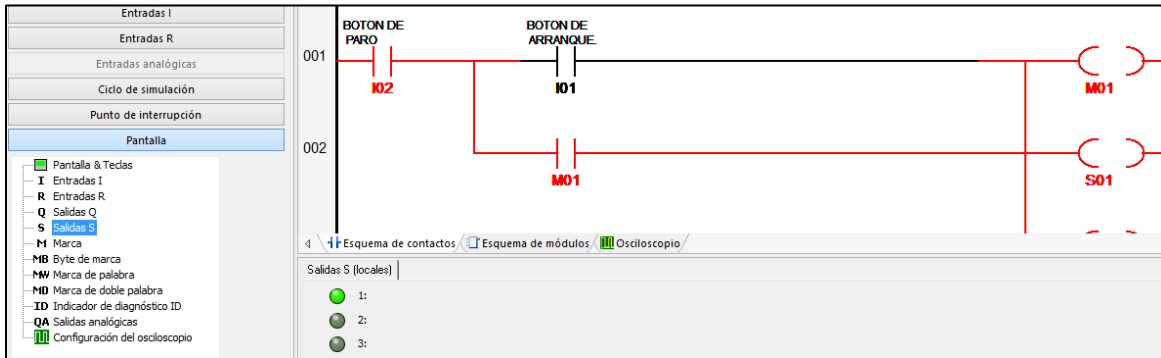 Entradas I
Entradas R
Entradas analógicas
Ciclo de simulación
Punto de interrupción
Pantalla
Pantalla & Teclas
I Entradas I
R Entradas R
Q Salidas Q
S Salidas S
M Marca
MB Byte de marca
MW Marca de palabra
MD Marca de doble palabra
ID Indicador de diagnóstico ID
QA Salidas analógicas
Configuración del osciloscopio
BOTON DE
PARO
BOTON DE
ARRANQUE.
001
I02
I01
M01
002
M01
S01
Esquema de contactos
Esquema de módulos
Osciloscopio
Salidas S (locales)
1:
2:
3: